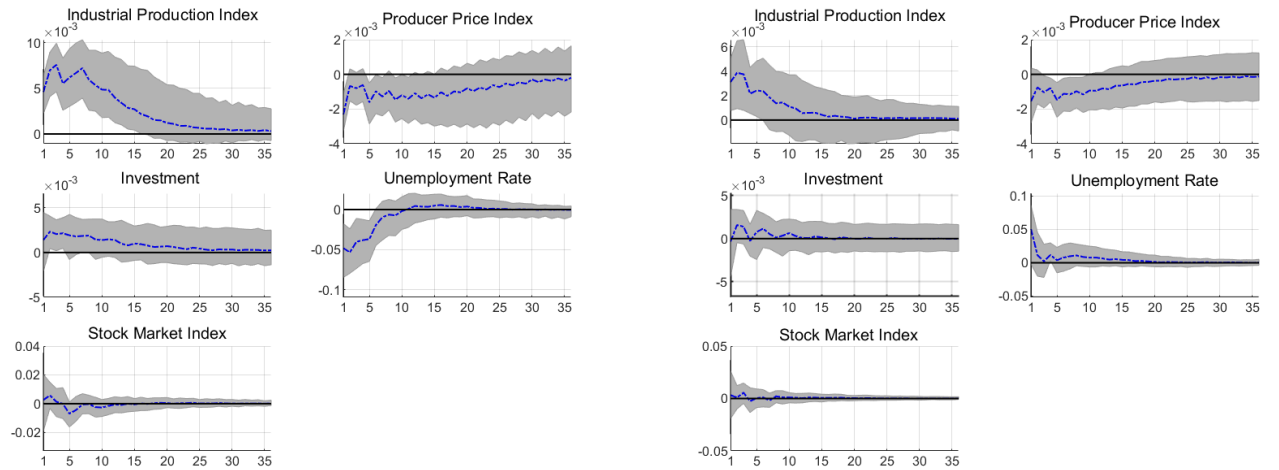 Industrial Production Index
×10⁻³
10
5
0
1 5 10 15 20 25 30 35
Producer Price Index
×10⁻³
2
0
-2
-4
1 5 10 15 20 25 30 35
Investment
×10⁻³
5
0
-5
1 5 10 15 20 25 30 35
Unemployment Rate
0
-0.05
-0.1
1 5 10 15 20 25 30 35
Stock Market Index
0.04
0.02
0
-0.02
1 5 10 15 20 25 30 35
Industrial Production Index
×10⁻³
6
4
2
0
1 5 10 15 20 25 30 35
Producer Price Index
×10⁻³
2
0
-2
-4
1 5 10 15 20 25 30 35
Investment
×10⁻³
5
0
-5
1 5 10 15 20 25 30 35
Unemployment Rate
0.1
0.05
0
-0.05
1 5 10 15 20 25 30 35
Stock Market Index
0.05
0
-0.05
1 5 10 15 20 25 30 35